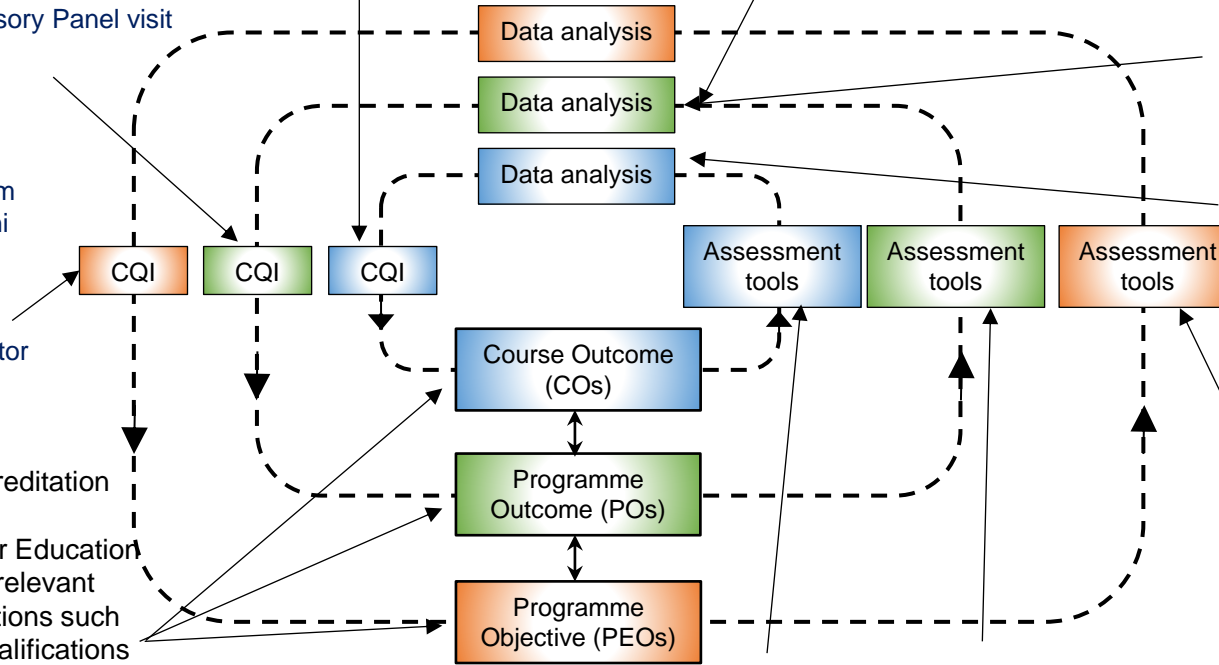 sory Panel visit
Data analysis
Data analysis
Data analysis
m
ni
CQI
CQI
CQI
Assessment
tools
Assessment
tools
Assessment
tools
tor
Course Outcome
(COs)
reditation
Programme
Outcome (POs)
r Education
relevant
tions such
alifications
Programme
Objective (PEOs)